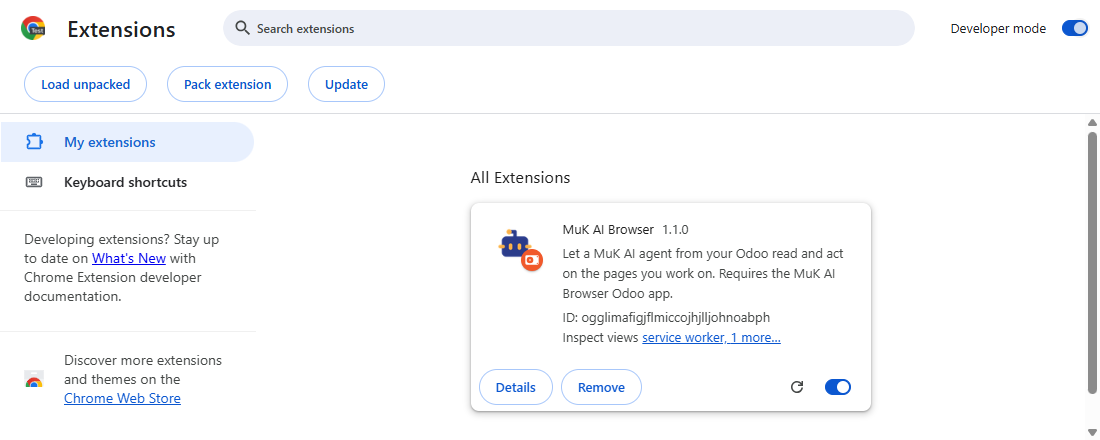 Test
Extensions
Search extensions
Developer mode
Load unpacked
Pack extension
Update
My extensions
Keyboard shortcuts
Developing extensions? Stay up
to date on What's New with
Chrome Extension developer
documentation.
Discover more extensions
and themes on the
Chrome Web Store
All Extensions
MuK AI Browser 1.1.0
Let a MuK AI agent from your Odoo read and act
on the pages you work on. Requires the MuK AI
Browser Odoo app.
ID: ogglimafigjflmiccojhjlljohnoabph
Inspect views service worker, 1 more...
Details
Remove